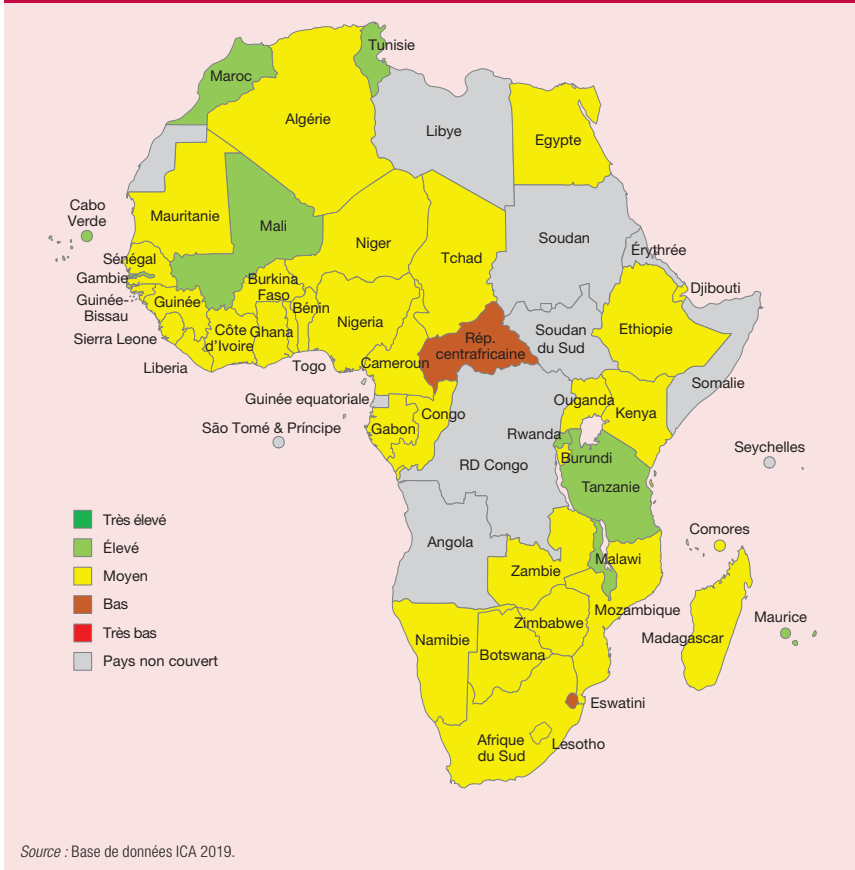 Tunisie
Maroc
Algérie
Libye
Egypte
Cabo
Verde
Mauritanie
Mali
Niger
Tchad
Soudan
Érythrée
Sénégal
Gambie
Guinée-
Bissau
Guinée
Burkina
Faso
Bénin
Djibouti
Sierra Leone
Côte
d'Ivoire
Ghana
Nigeria
Rép.
centrafricaine
Soudan
du Sud
Ethiopie
Liberia
Togo
Cameroun
Somalie
Guinée equatoriale
Congo
Ouganda
Kenya
São Tomé & Príncipe
Gabon
Rwanda
Seychelles
RD Congo
Burundi
Tanzanie
Très élevé
Élevé
Moyen
Bas
Très bas
Pays non couvert
Angola
Comores
Malawi
Zambie
Mozambique
Maurice
Zimbabwe
Madagascar
Namibie
Botswana
Eswatini
Afrique
du Sud
Lesotho
Source : Base de données ICA 2019.